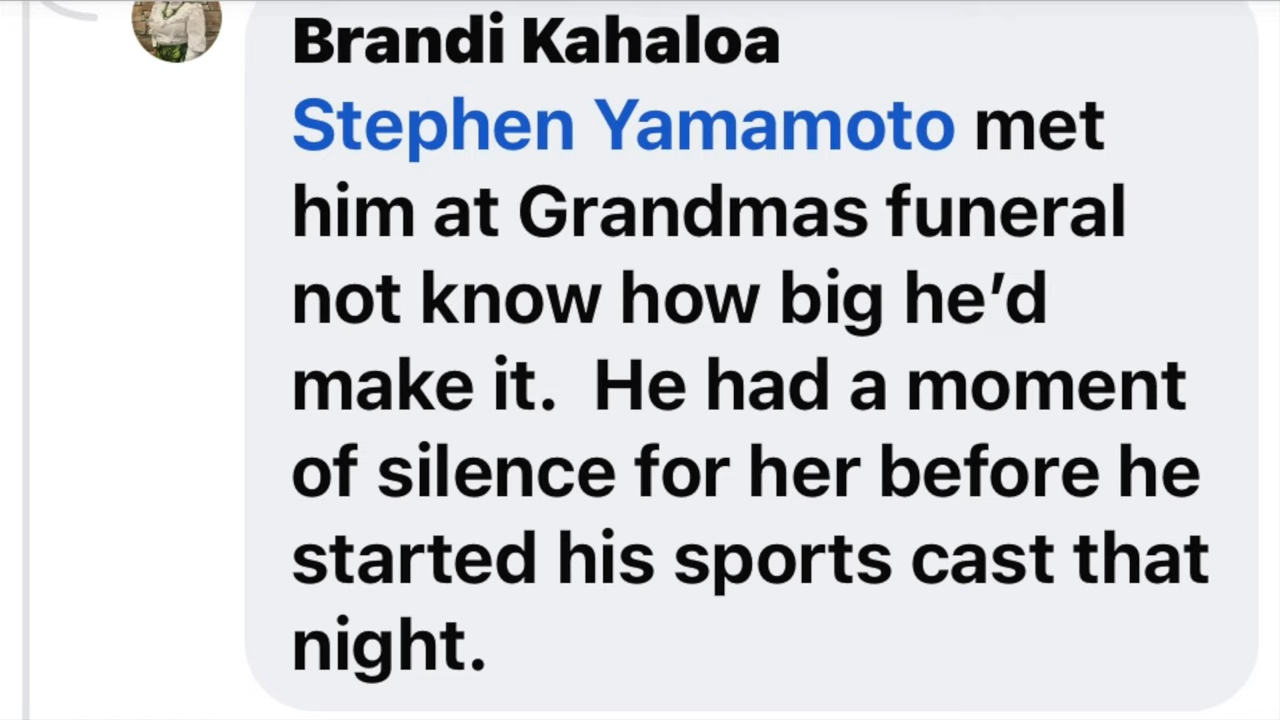 Brandi Kahaloa
Stephen Yamamoto met
him at Grandmas funeral
not know how big he’d
make it.  He had a moment
of silence for her before he
started his sports cast that
night.